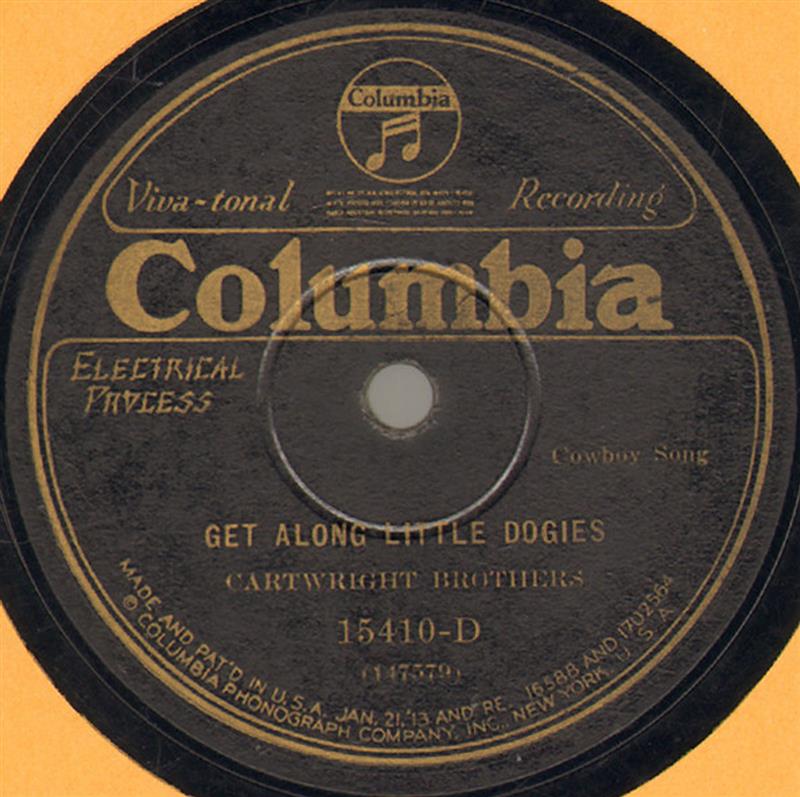 Columbia
Viva-tonal Recording
Columbia
ELECTRICAL
PROCESS
Cowboy Song
GET ALONG LITTLE DOGIES
CARTWRIGHT BROTHERS
15410-D
(147579)
MADE AND PAT'D IN U.S.A. JAN. 21,'13 AND RE. 16588 AND 1702564
© COLUMBIA PHONOGRAPH COMPANY, INC., NEW YORK, U.S.A